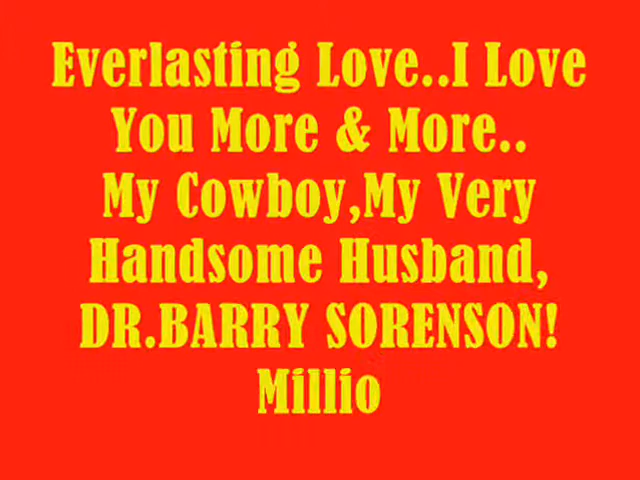 Everlasting Love..I Love
You More & More..
My Cowboy,My Very
Handsome Husband,
DR.BARRY SORENSON!
Millio